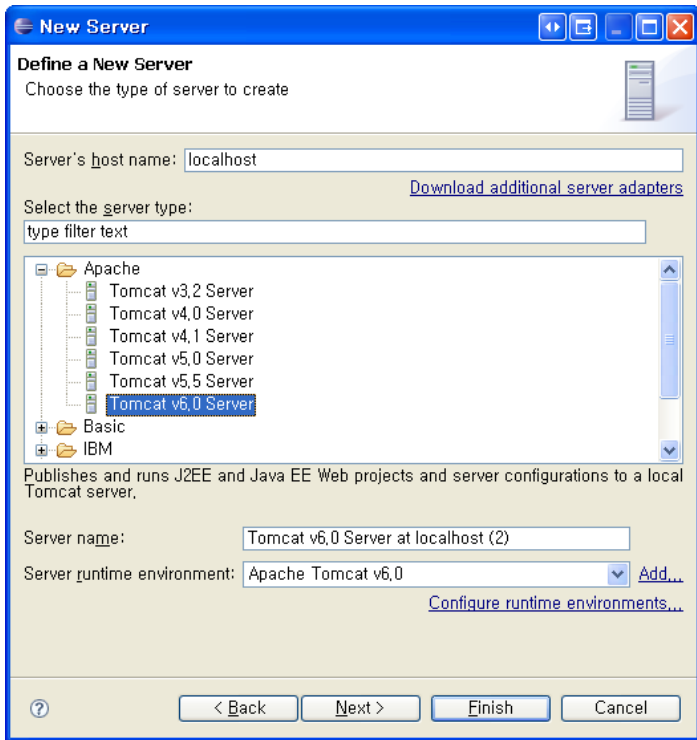 New Server
Define a New Server
Choose the type of server to create
Server's host name: localhost
Download additional server adapters
Select the server type:
type filter text
Apache
Tomcat v3.2 Server
Tomcat v4.0 Server
Tomcat v4.1 Server
Tomcat v5.0 Server
Tomcat v5.5 Server
Tomcat v6.0 Server
Basic
IBM
Publishes and runs J2EE and Java EE Web projects and server configurations to a local
Tomcat server.
Server name: Tomcat v6.0 Server at localhost (2)
Server runtime environment: Apache Tomcat v6.0 Add...
Configure runtime environments...
? < Back Next > Finish Cancel